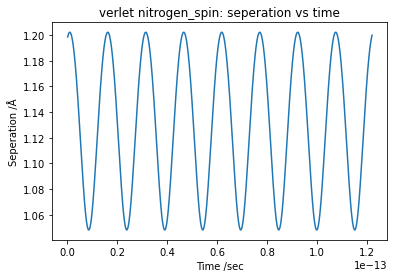 verlet nitrogen_spin: seperation vs time
1.20
1.18
1.16
1.14
1.12
1.10
1.08
1.06
Seperation /Å
0.0 0.2 0.4 0.6 0.8 1.0 1.2
Time /sec
1e−13